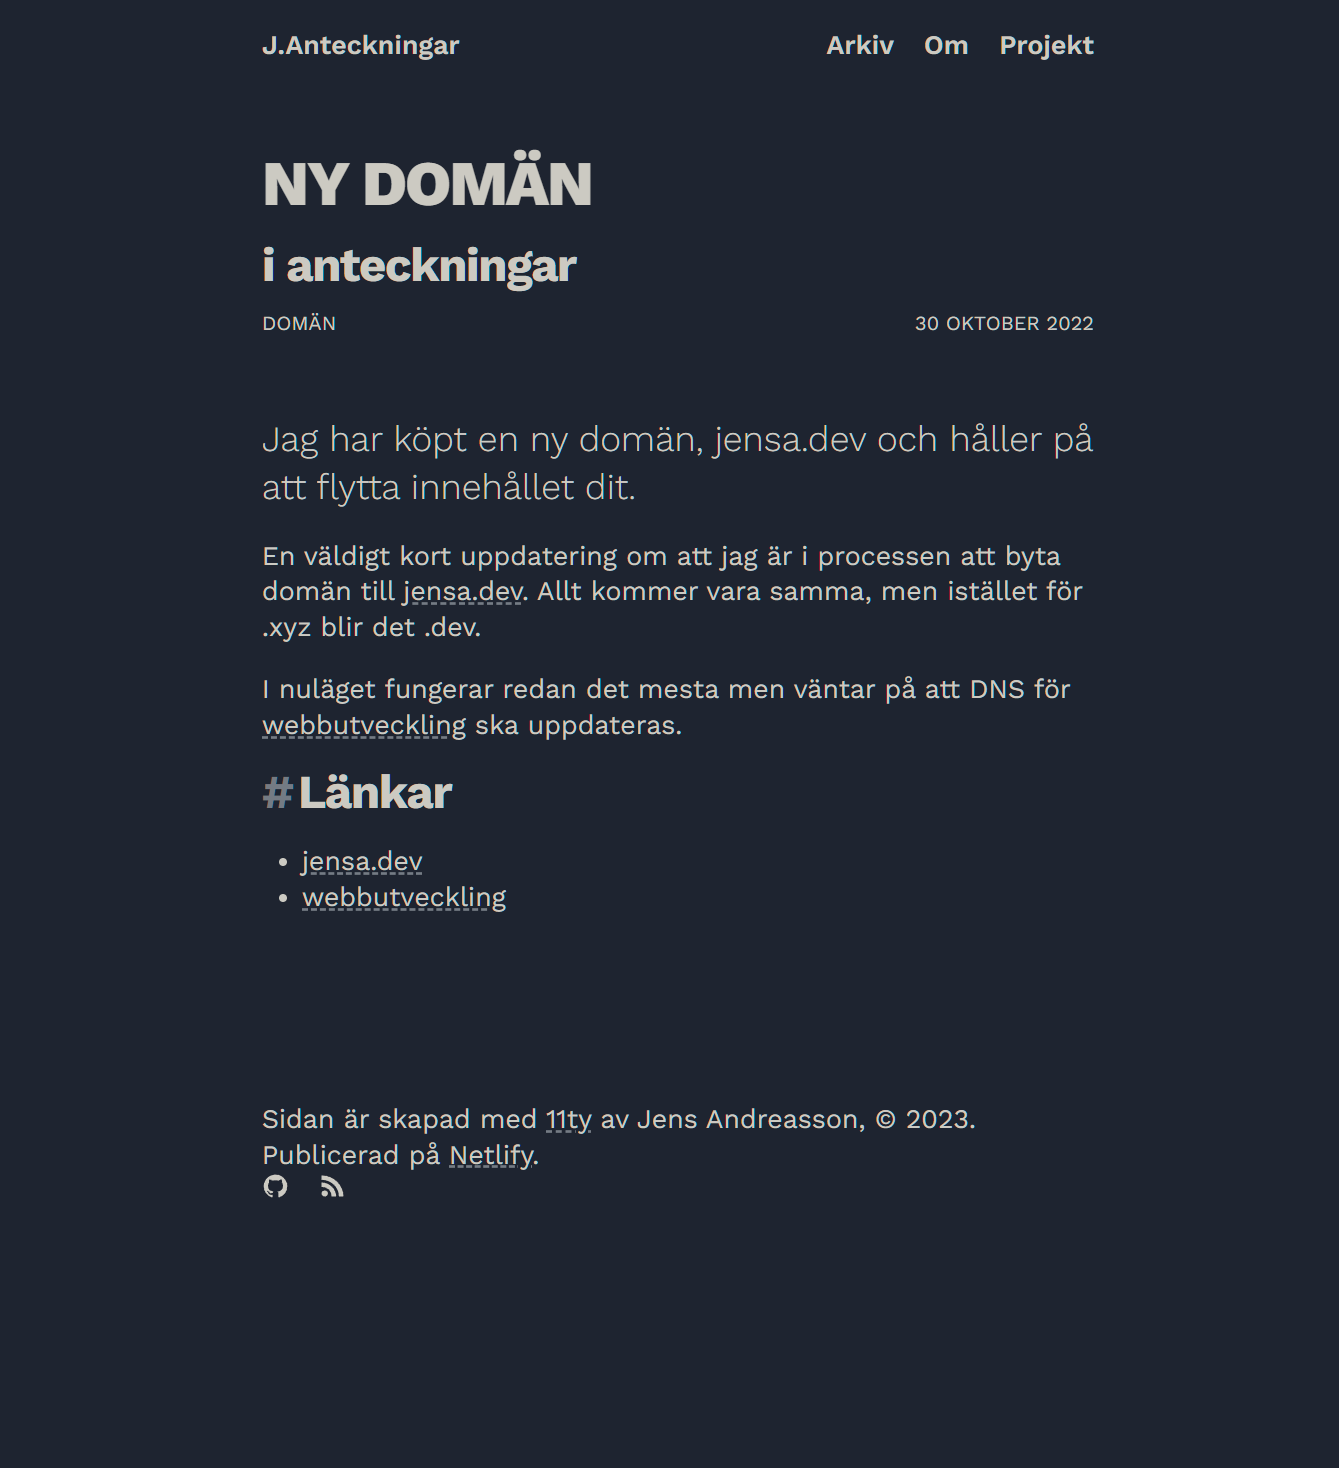 J.Anteckningar Arkiv Om Projekt
NY DOMÄN
i anteckningar
DOMÄN 30 OKTOBER 2022
Jag har köpt en ny domän, jensa.dev och håller på
att flytta innehållet dit.
En väldigt kort uppdatering om att jag är i processen att byta
domän till jensa.dev. Allt kommer vara samma, men istället för
.xyz blir det .dev.
I nuläget fungerar redan det mesta men väntar på att DNS för
webbutveckling ska uppdateras.
#Länkar
• jensa.dev
• webbutveckling
Sidan är skapad med 11ty av Jens Andreasson, © 2023.
Publicerad på Netlify.